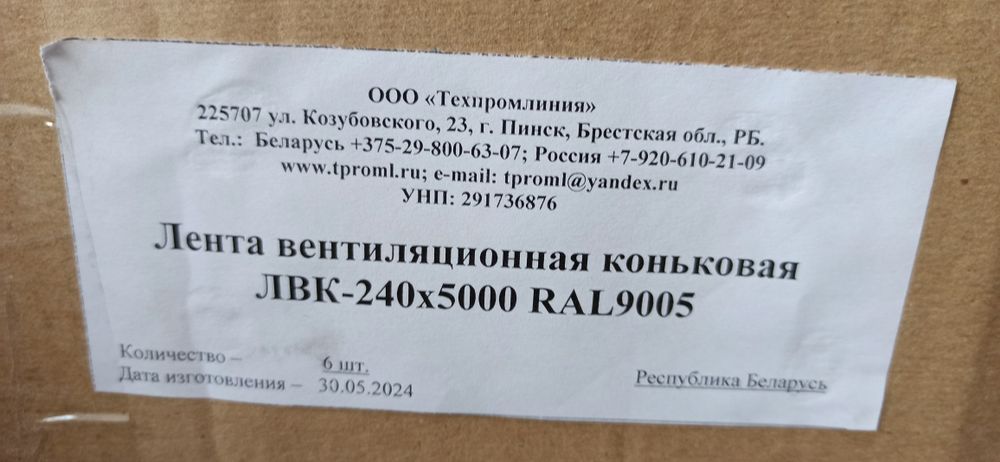 ООО «Техпромлиния»
225707 ул. Козубовского, 23, г. Пинск, Брестская обл., РБ.
Тел.: Беларусь +375-29-800-63-07; Россия +7-920-610-21-09
www.tproml.ru; e-mail: tproml@yandex.ru
УНП: 291736876
Лента вентиляционная коньковая
ЛВК-240х5000 RAL9005
Количество – 6 шт.
Дата изготовления – 30.05.2024
Республика Беларусь